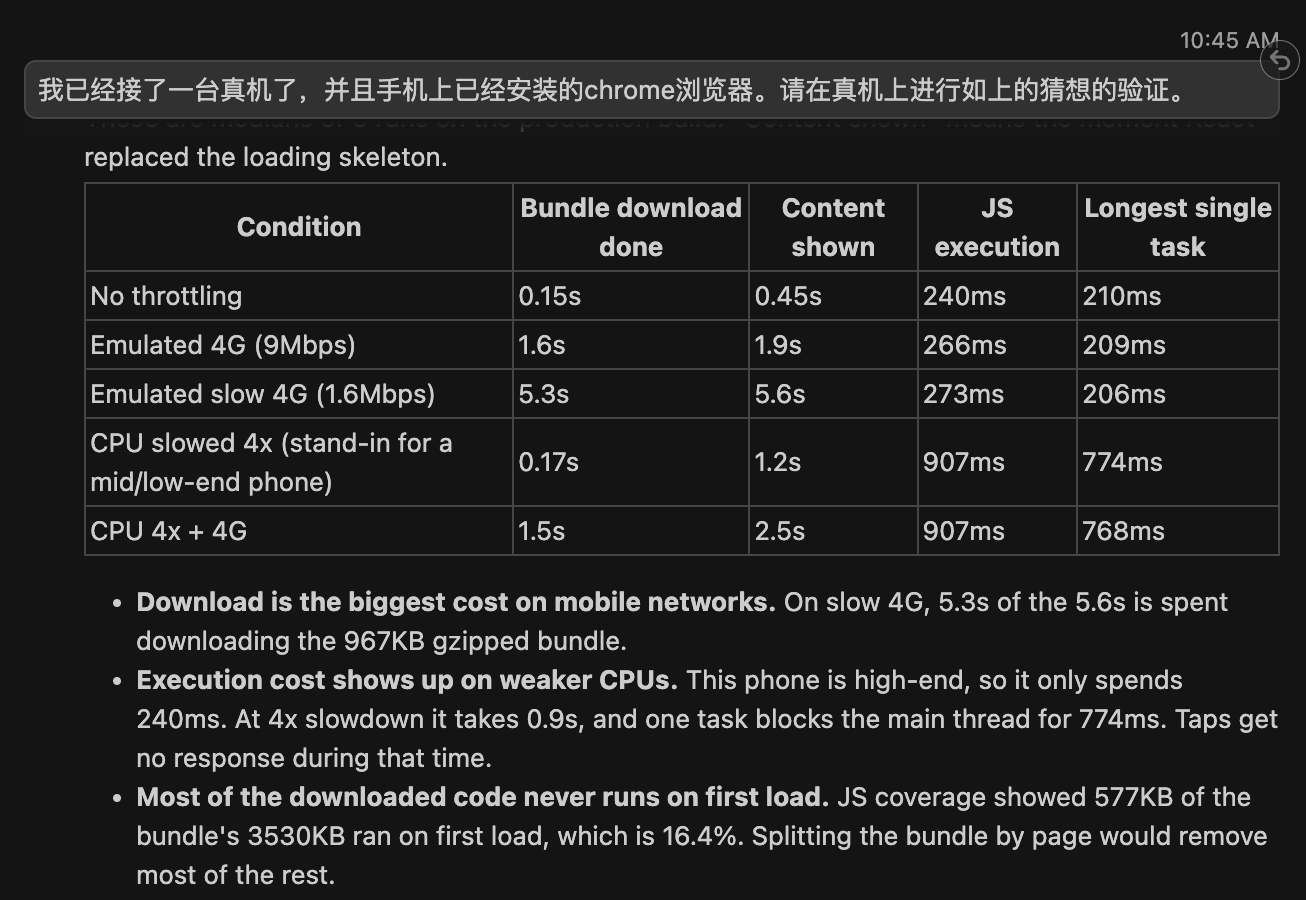 10:45 AM
我已经接了一台真机了，并且手机上已经安装的chrome浏览器。请在真机上进行如上的猜想的验证。
replaced the loading skeleton.
Condition
Bundle download done
Content shown
JS execution
Longest single task
No throttling
0.15s
0.45s
240ms
210ms
Emulated 4G (9Mbps)
1.6s
1.9s
266ms
209ms
Emulated slow 4G (1.6Mbps)
5.3s
5.6s
273ms
206ms
CPU slowed 4x (stand-in for a
mid/low-end phone)
0.17s
1.2s
907ms
774ms
CPU 4x + 4G
1.5s
2.5s
907ms
768ms
• Download is the biggest cost on mobile networks. On slow 4G, 5.3s of the 5.6s is spent
downloading the 967KB gzipped bundle.
• Execution cost shows up on weaker CPUs. This phone is high-end, so it only spends
240ms. At 4x slowdown it takes 0.9s, and one task blocks the main thread for 774ms. Taps get
no response during that time.
• Most of the downloaded code never runs on first load. JS coverage showed 577KB of the
bundle's 3530KB ran on first load, which is 16.4%. Splitting the bundle by page would remove
most of the rest.